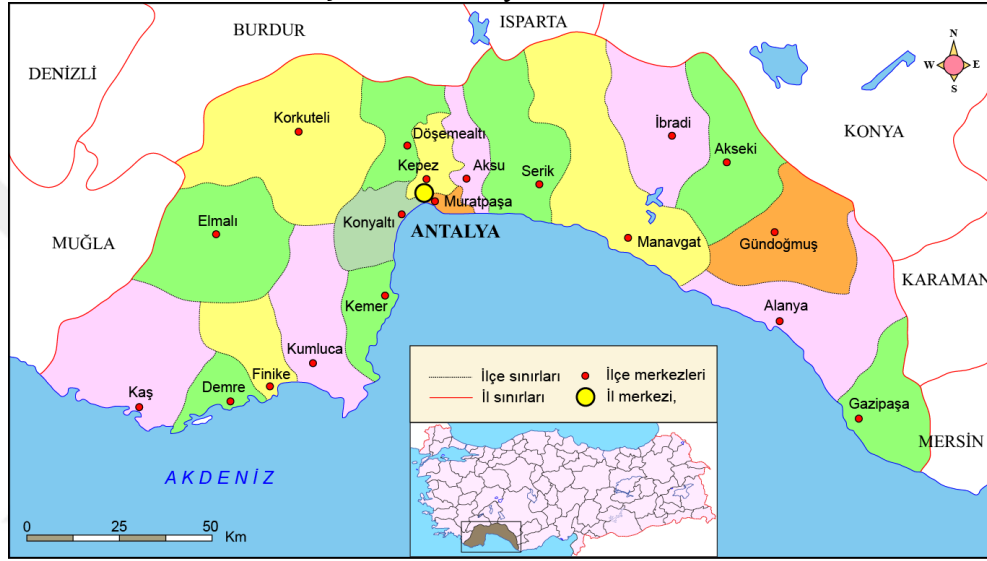 ISPARTA
BURDUR
DENİZLİ
N
W E
S
Korkuteli
Döşemealtı
İbradi
KONYA
Akseki
Kepez
Aksu
Serik
Muratpaşa
Elmalı
Konyaltı
ANTALYA
Manavgat
Gündoğmuş
MUĞLA
KARAMAN
Kemer
Alanya
Kumluca
Finike
Demre
Kaş
İlçe sınırları
İlçe merkezleri
İl sınırları
İl merkezi,
Gazipaşa
MERSİN
AKDENİZ
0 25 50
Km